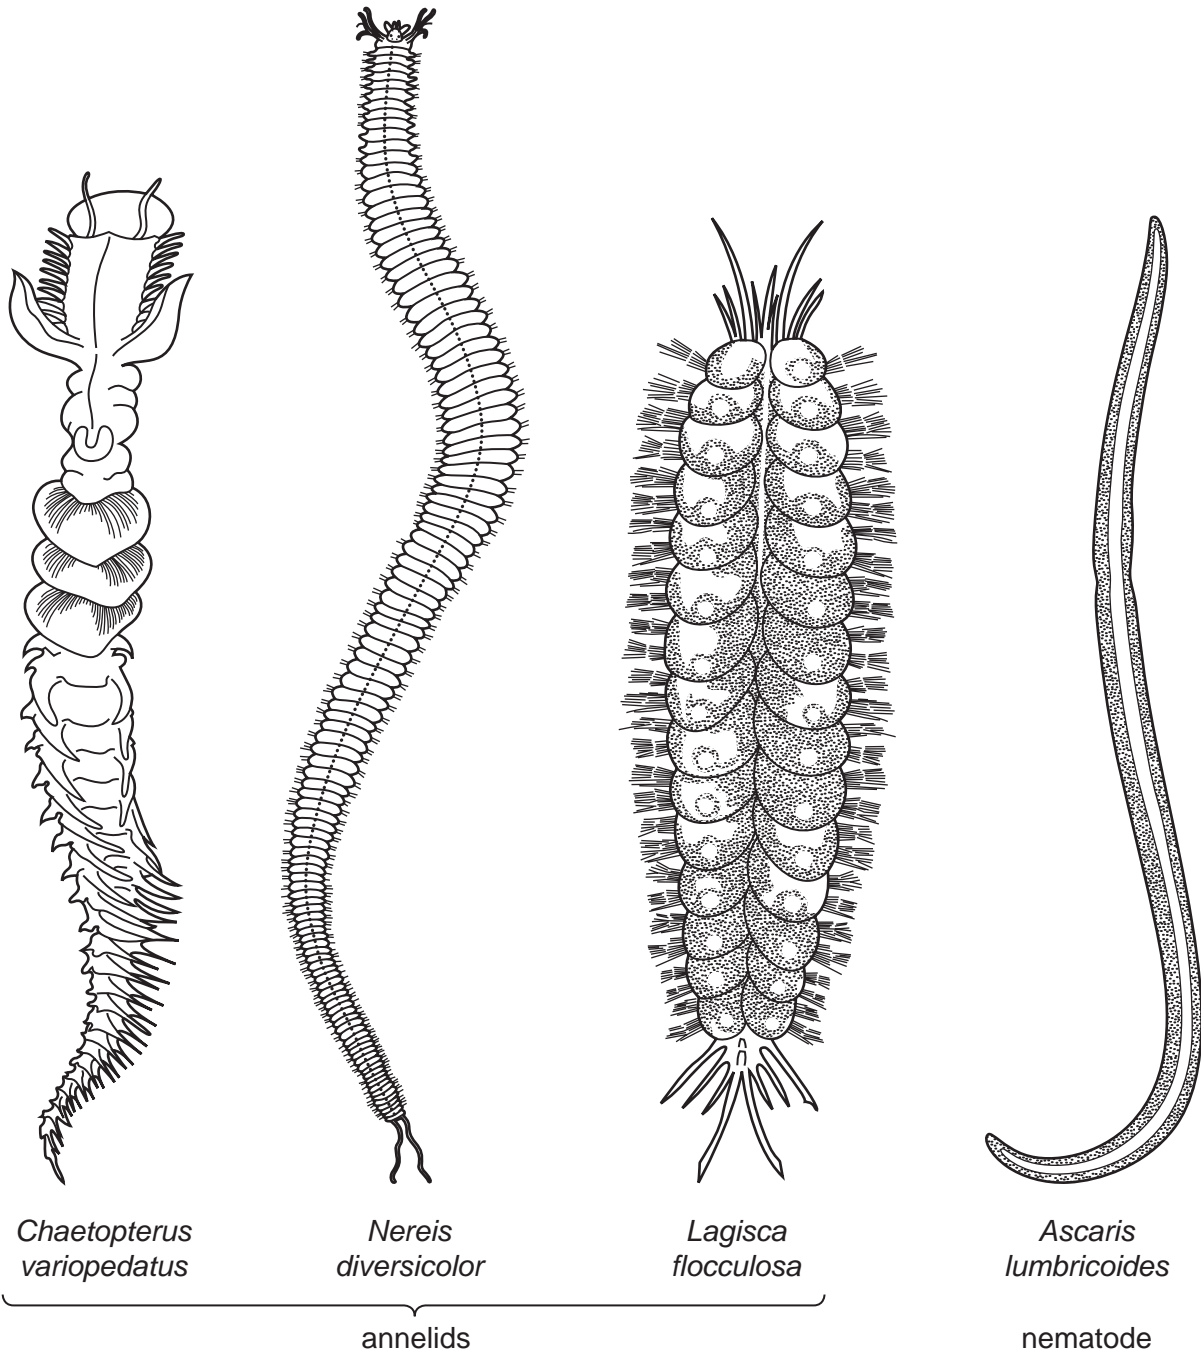 Chaetopterus
variopedatus
Nereis
diversicolor
Lagisca
flocculosa
Ascaris
lumbricoides
annelids
nematode